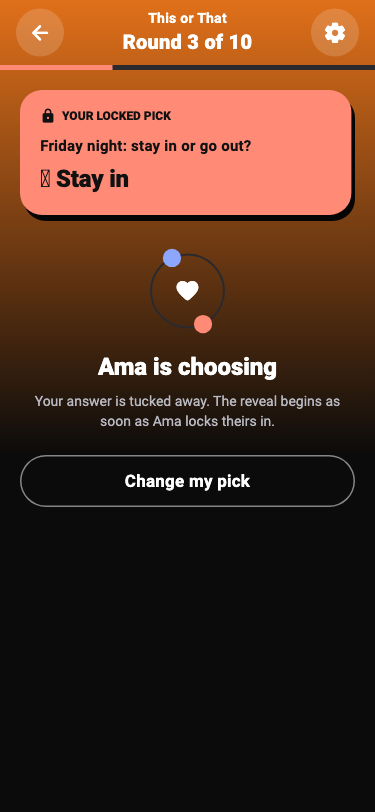 This or That
Round 3 of 10
YOUR LOCKED PICK
Friday night: stay in or go out?
Stay in
Ama is choosing
Your answer is tucked away. The reveal begins as
soon as Ama locks theirs in.
Change my pick